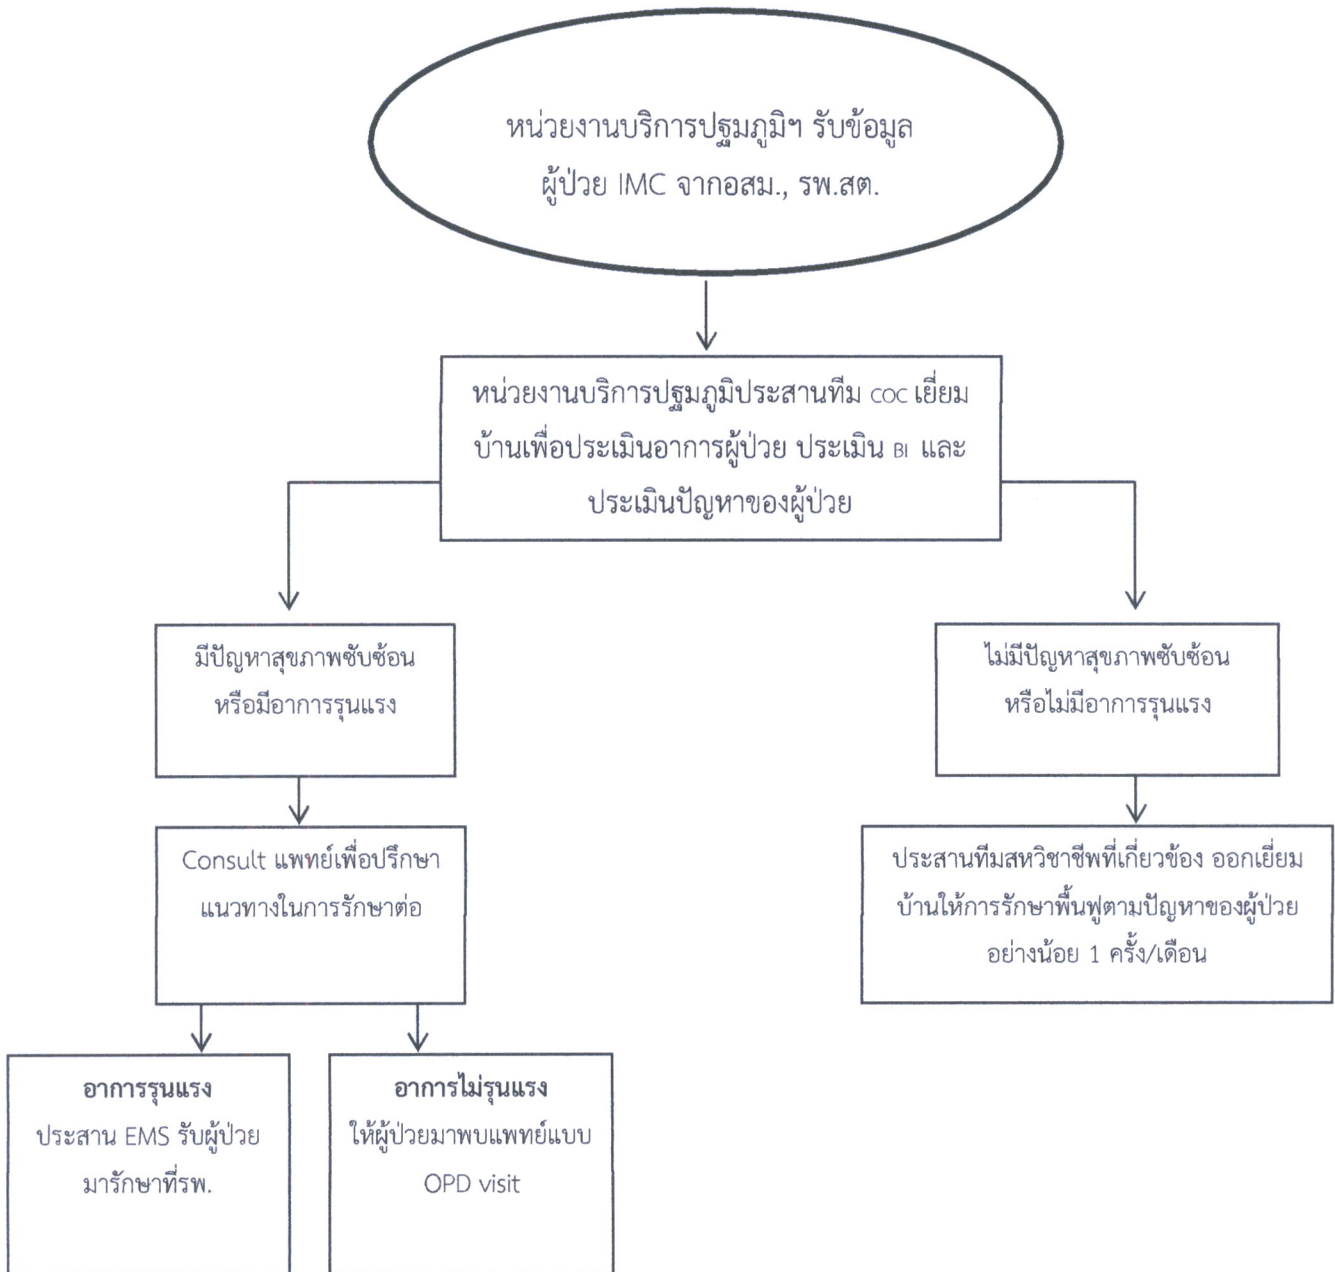 หน่วยงานบริการปฐมภูมิฯ รับข้อมูล
ผู้ป่วย IMC จากอสม., รพ.สต.
หน่วยงานบริการปฐมภูมิประสานทีม COC เยี่ยม
บ้านเพื่อประเมินอาการผู้ป่วย ประเมิน BI และ
ประเมินปัญหาของผู้ป่วย
มีปัญหาสุขภาพซับซ้อน
หรือมีอาการรุนแรง
ไม่มีปัญหาสุขภาพซับซ้อน
หรือไม่มีอาการรุนแรง
Consult แพทย์เพื่อปรึกษา
แนวทางในการรักษาต่อ
ประสานทีมสหวิชาชีพที่เกี่ยวข้อง ออกเยี่ยม
บ้านให้การรักษาพื้นฟูตามปัญหาของผู้ป่วย
อย่างน้อย 1 ครั้ง/เดือน
อาการรุนแรง
ประสาน EMS รับผู้ป่วย
มารักษาที่รพ.
อาการไม่รุนแรง
ให้ผู้ป่วยมาพบแพทย์แบบ
OPD visit